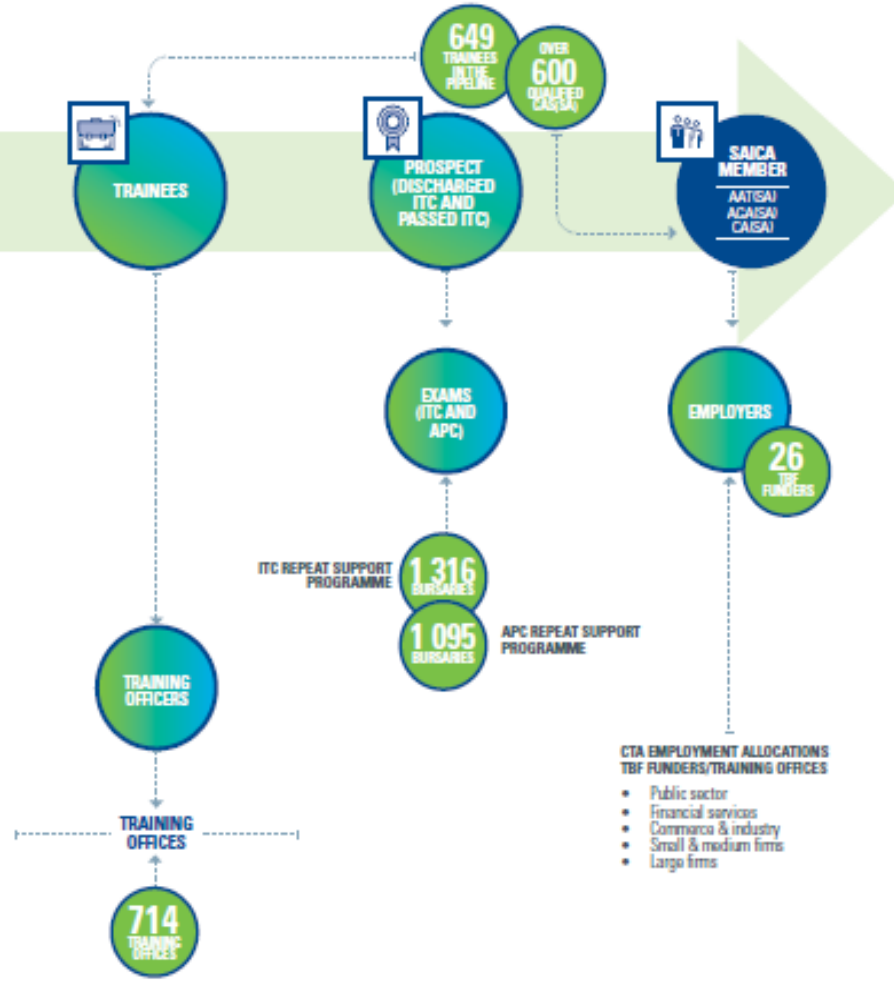 649
TRAINEES
IN THE
PIPELINE
OVER
600
QUALIFIED
CAS(SA)
TRAINEES
PROSPECT
(DISCHARGED
ITC AND
PASSED ITC)
SAICA
MEMBER
AAT(SA)
ACA(SA)
CA(SA)
EXAMS
(ITC AND
APC)
EMPLOYERS
26
TBF
FUNDERS
ITC REPEAT SUPPORT
PROGRAMME
1 316
BURSARIES
1 095
BURSARIES
APC REPEAT SUPPORT
PROGRAMME
TRAINING
OFFICERS
CTA EMPLOYMENT ALLOCATIONS
TBF FUNDERS/TRAINING OFFICES
• Public sector
• Financial services
• Commerce & industry
• Small & medium firms
• Large firms
TRAINING
OFFICES
714
TRAINING
OFFICES